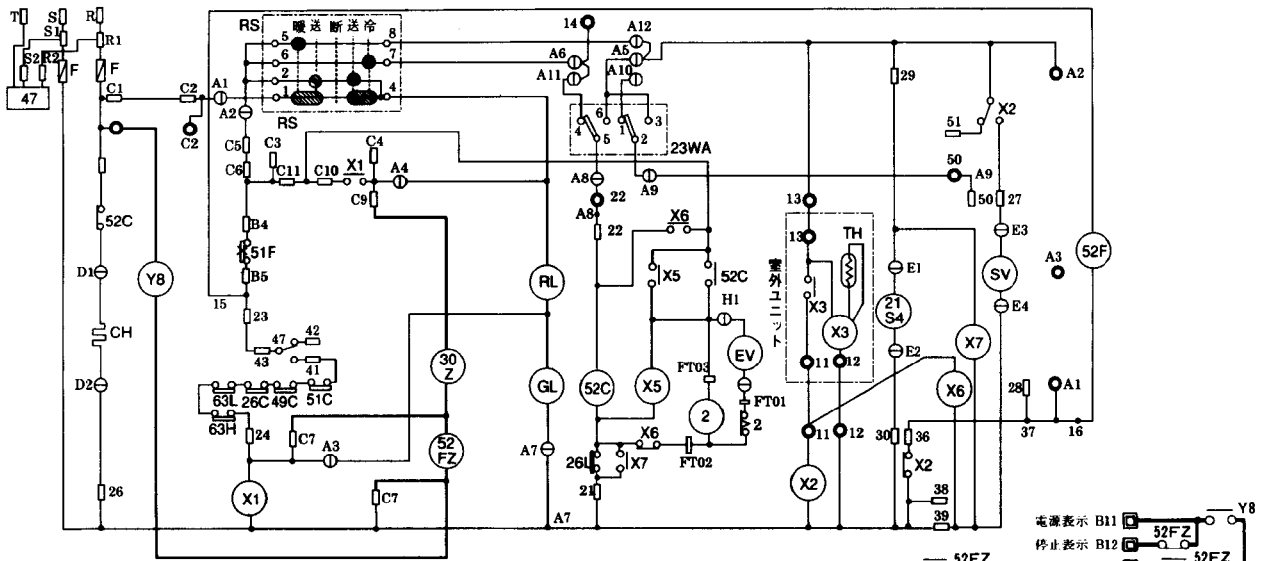 T S R
S1 R1
S2 R2 F F
47
C1 C2 A1
C2
52C
D1
CH
D2
26
Y8
15
RS 暖 送 断 送 冷
5 8
6 7
2
1 4
RS
A2
C5
C6
C3
C11 C10 X1
C4
A4
C9
B4
51F
B5
23
47 42
43 41
63L 26C 49C 51C
63H
24
C7
A3
X1
C7
30Z
52FZ
RL
GL
A7
A7
14
A12
A6 A5
A11 A10
4 6 1 3
5 2
23WA
A8
22
A8
22
A9
X6
X5
52C
H1
52C
X5
EV
FT03
2
FT01
2
X6
FT02
26L X7
21
13
13
室外ユニット
TH
X3
X3
11 12
11 12
X2
29
E1
21S4
E2
X7
X6
30 36
X2
38
39
51
X2
50 A9
50 27
E3
SV
E4
A2
A3
52F
28 A1
37 16
電源表示 B11 Y8
停止表示 B12 52FZ
52FZ 52FZ